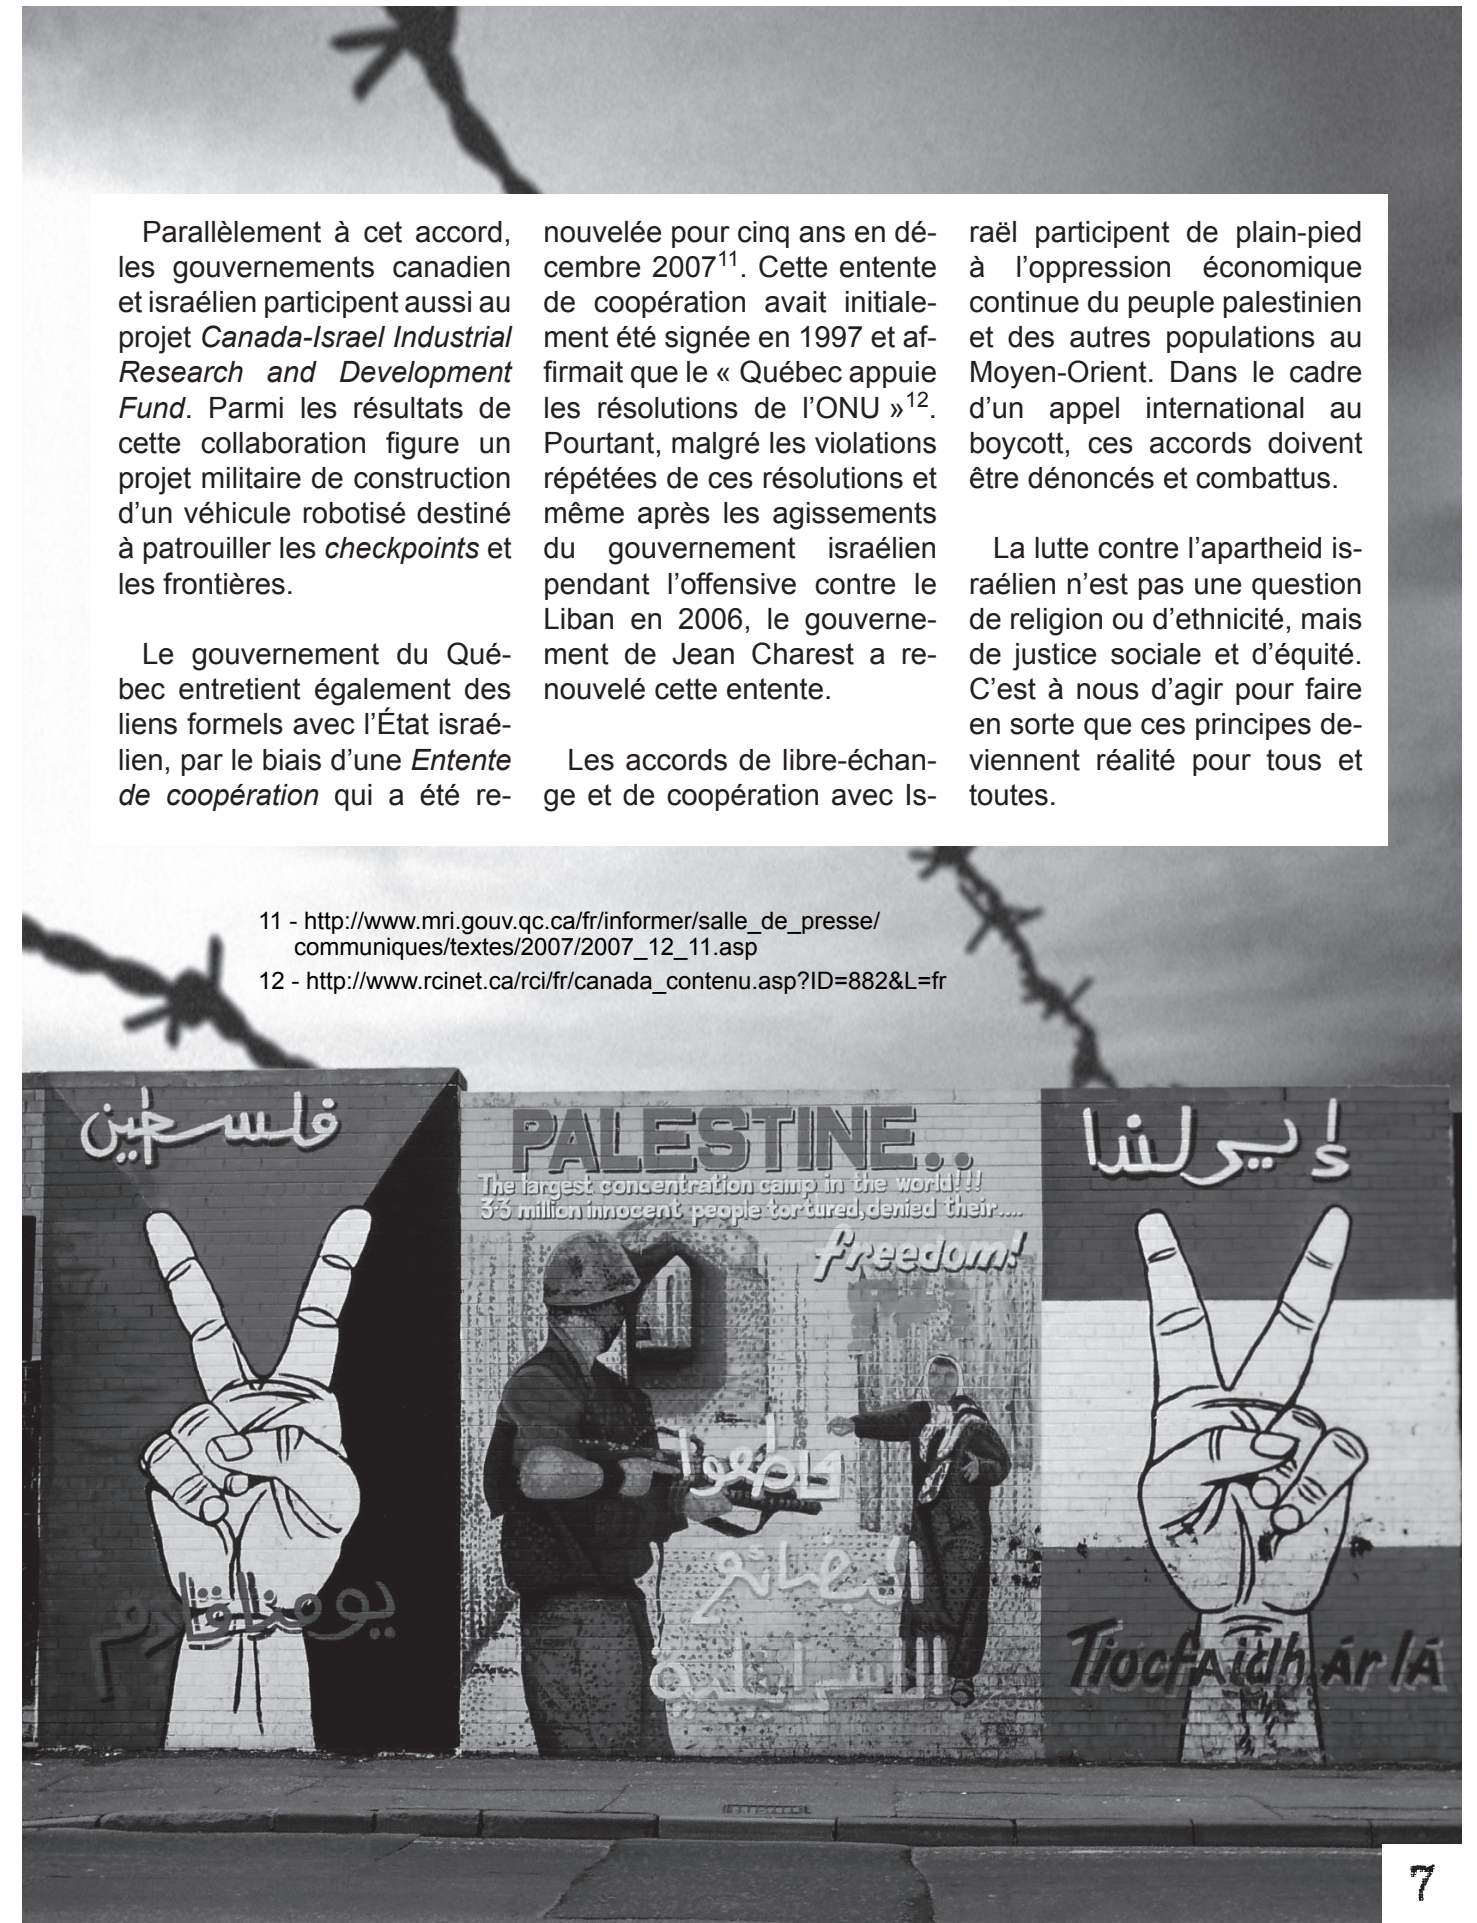 Parallèlement à cet accord,
les gouvernements canadien
et israélien participent aussi au
projet Canada-Israel Industrial
Research and Development
Fund. Parmi les résultats de
cette collaboration figure un
projet militaire de construction
d’un véhicule robotisé destiné
à patrouiller les checkpoints et
les frontières.
Le gouvernement du Qué-
bec entretient également des
liens formels avec l’État israé-
lien, par le biais d’une Entente
de coopération qui a été re-
nouvelée pour cinq ans en dé-
cembre 2007¹¹. Cette entente
de coopération avait initiale-
ment été signée en 1997 et af-
firmait que le « Québec appuie
les résolutions de l’ONU »¹².
Pourtant, malgré les violations
répétées de ces résolutions et
même après les agissements
du gouvernement israélien
pendant l’offensive contre le
Liban en 2006, le gouverne-
ment de Jean Charest a re-
nouvelé cette entente.
Les accords de libre-échan-
ge et de coopération avec Is-
raël participent de plain-pied
à l’oppression économique
continue du peuple palestinien
et des autres populations au
Moyen-Orient. Dans le cadre
d’un appel international au
boycott, ces accords doivent
être dénoncés et combattus.
La lutte contre l’apartheid is-
raélien n’est pas une question
de religion ou d’ethnicité, mais
de justice sociale et d’équité.
C’est à nous d’agir pour faire
en sorte que ces principes de-
viennent réalité pour tous et
toutes.
11 - http://www.mri.gouv.qc.ca/fr/informer/salle_de_presse/
communiques/textes/2007/2007_12_11.asp
12 - http://www.rcinet.ca/rci/fr/canada_contenu.asp?ID=882&L=fr
فلسطين
يومنا قادم
PALESTINE..
The largest concentration camp in the world!!!
3'3 million innocent people tortured,denied their....
freedom!
قاطعوا
البضائع
إيرلندا
Tiocfaidh Ár lÁ
7